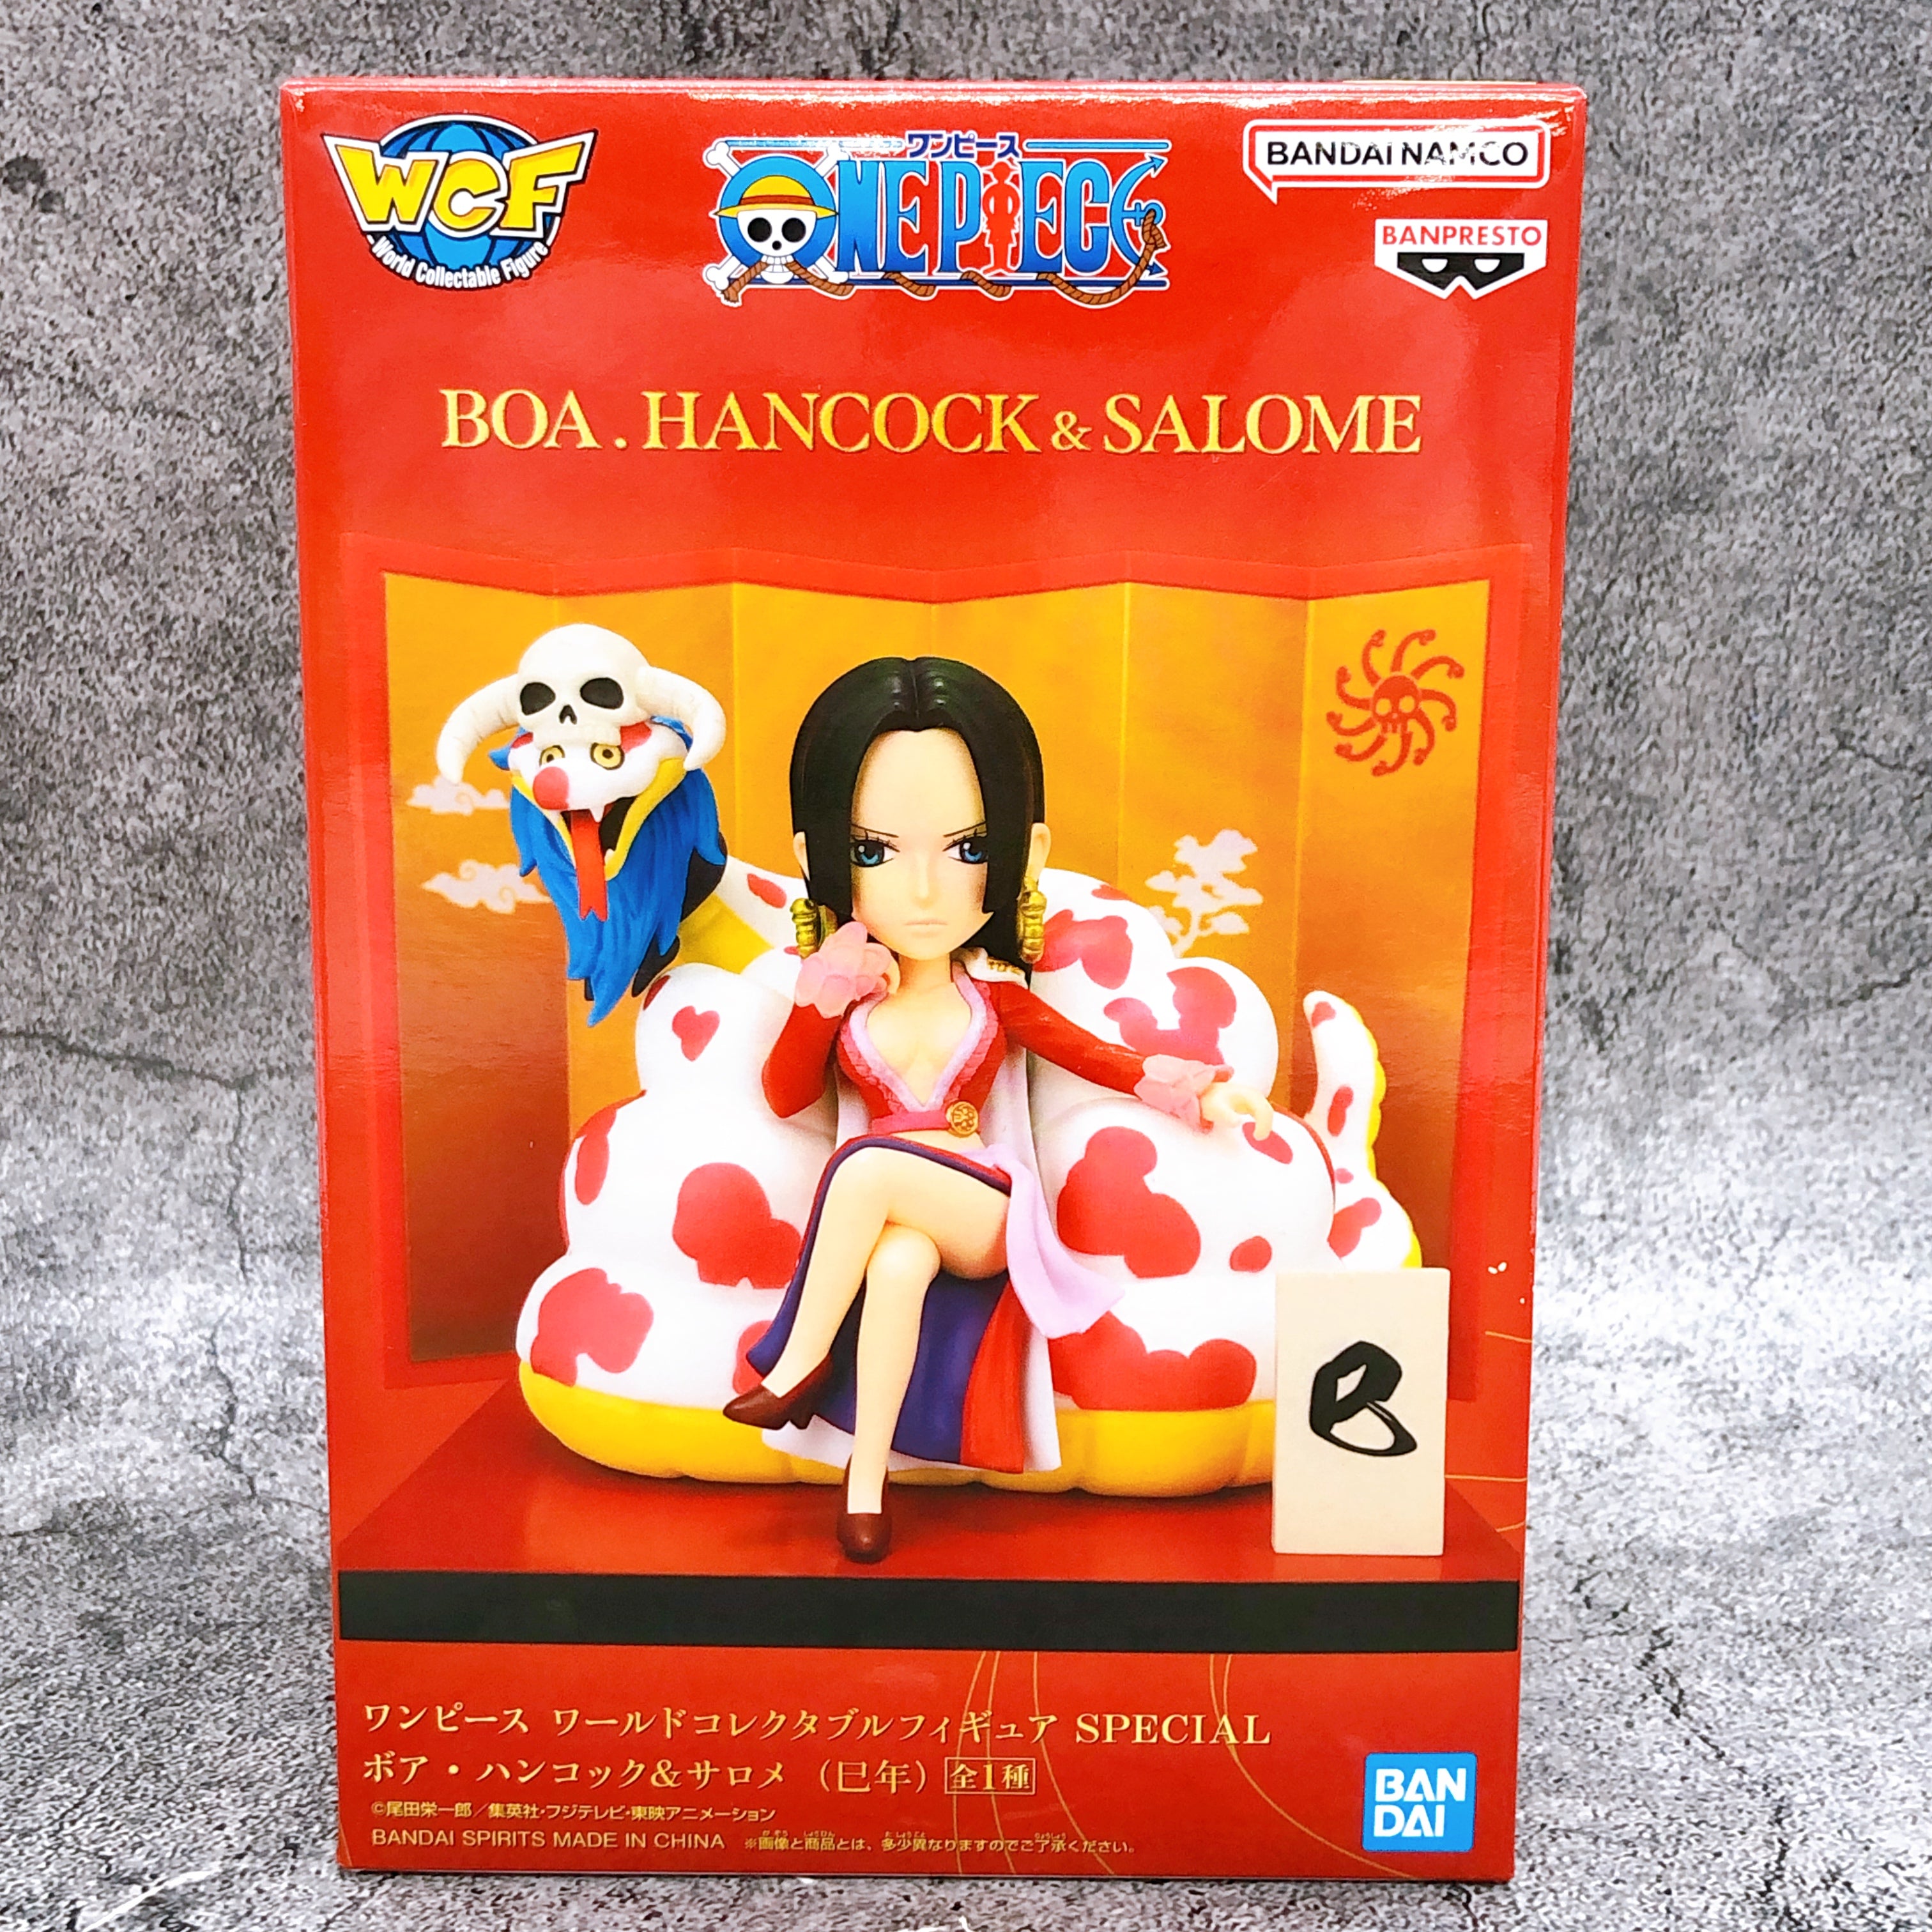 WCF
World Collectable Figure
ワンピース
ONE PIECE
BANDAI NAMCO
BANPRESTO
BOA . HANCOCK & SALOME
巳
ワンピース ワールドコレクタブルフィギュア SPECIAL
ボア・ハンコック&サロメ (巳年) 全1種
©尾田栄一郎／集英社・フジテレビ・東映アニメーション
BANDAI SPIRITS MADE IN CHINA ※画像と商品とは、多少異なりますのでご了承ください。
BAN
DAI